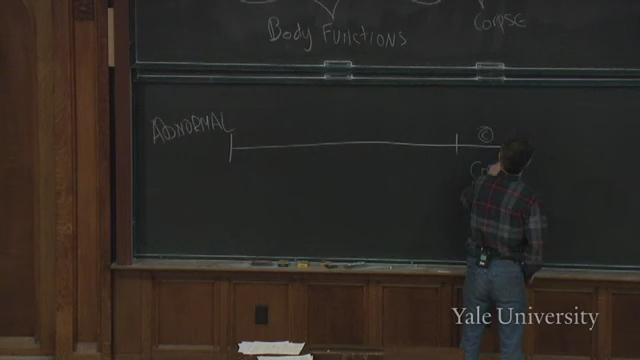 Body Functions
Corpse
ABNORMAL
C
Yale University